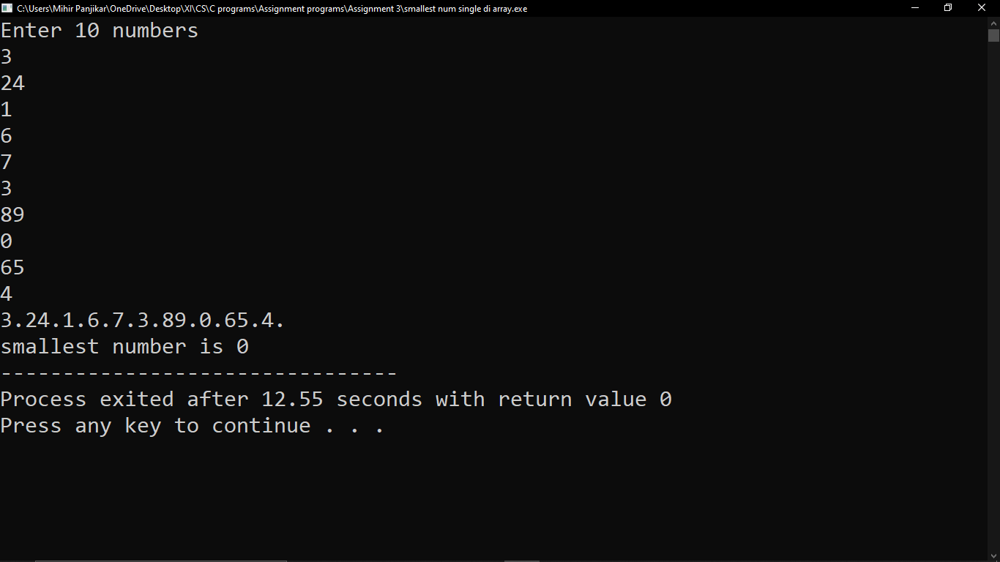 C:\Users\Mihir Panjikar\OneDrive\Desktop\XI\CS\C programs\Assignment programs\Assignment 3\smallest num single di array.exe
Enter 10 numbers
3
24
1
6
7
3
89
0
65
4
3.24.1.6.7.3.89.0.65.4.
smallest number is 0
--------------------------------
Process exited after 12.55 seconds with return value 0
Press any key to continue . . .